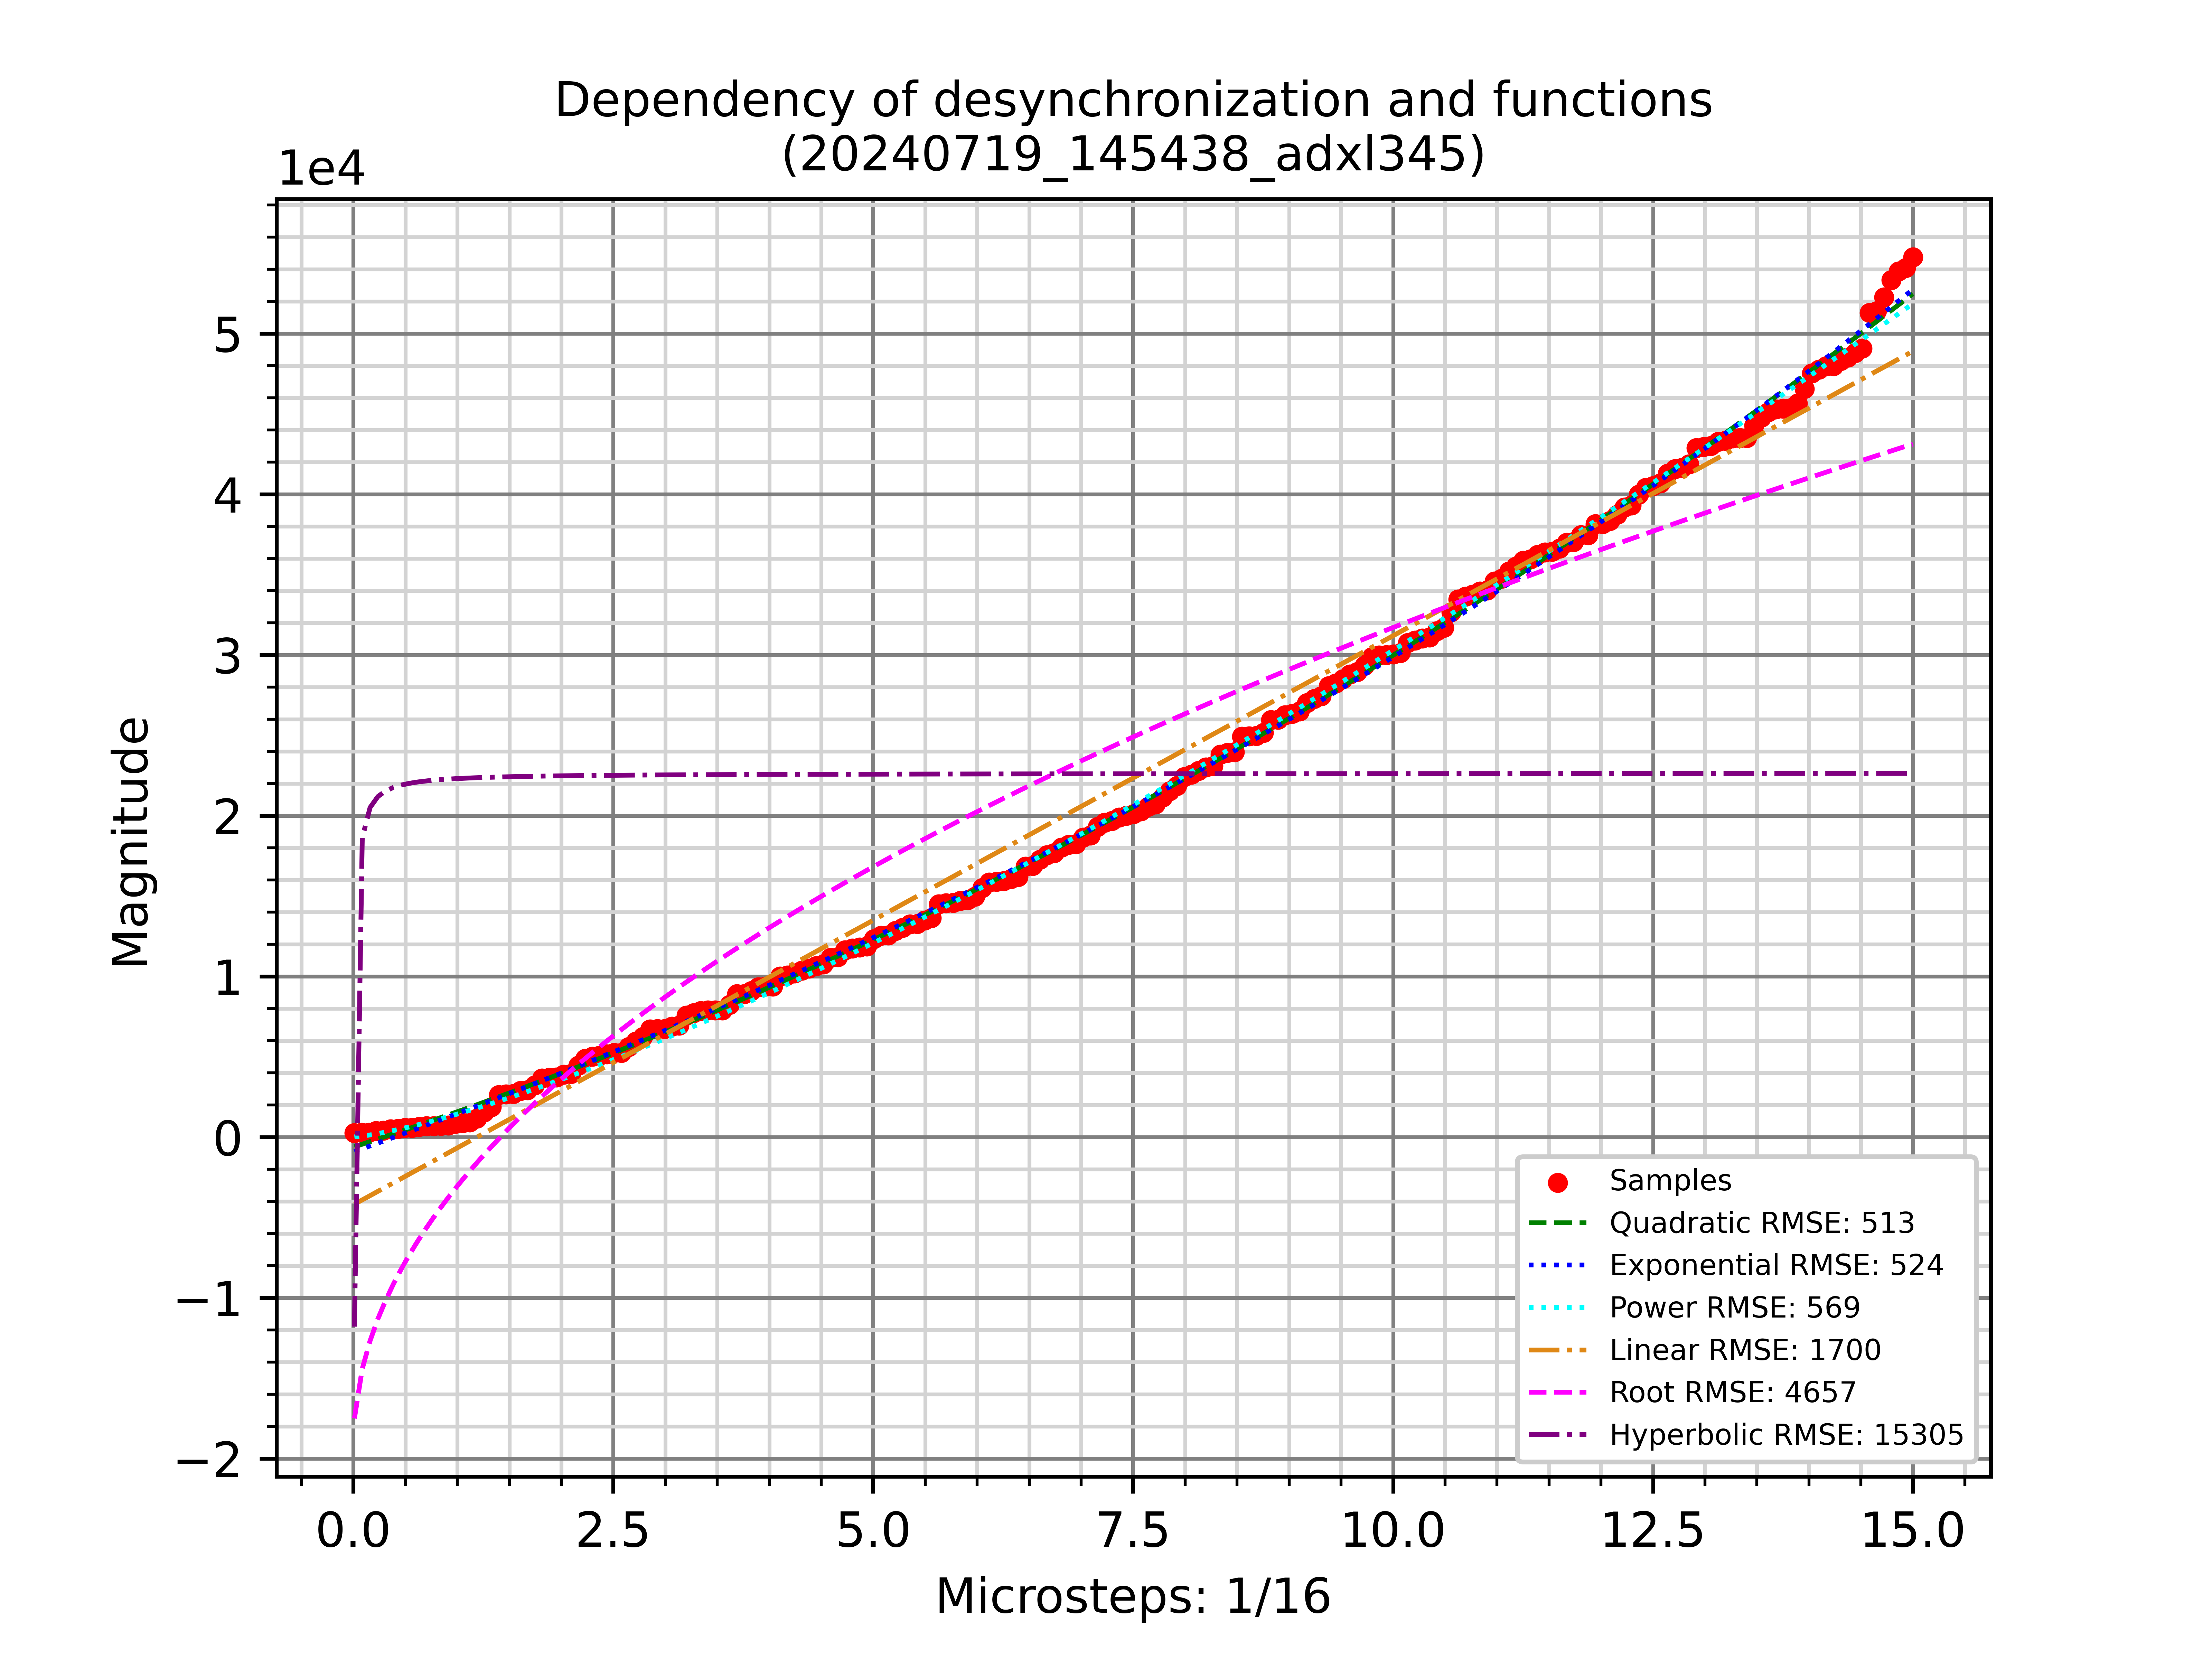 Dependency of desynchronization and functions
(20240719_145438_adxl345)
1e4
5
4
3
2
1
0
−1
−2
Magnitude
Samples
Quadratic RMSE: 513
Exponential RMSE: 524
Power RMSE: 569
Linear RMSE: 1700
Root RMSE: 4657
Hyperbolic RMSE: 15305
0.0 2.5 5.0 7.5 10.0 12.5 15.0
Microsteps: 1/16